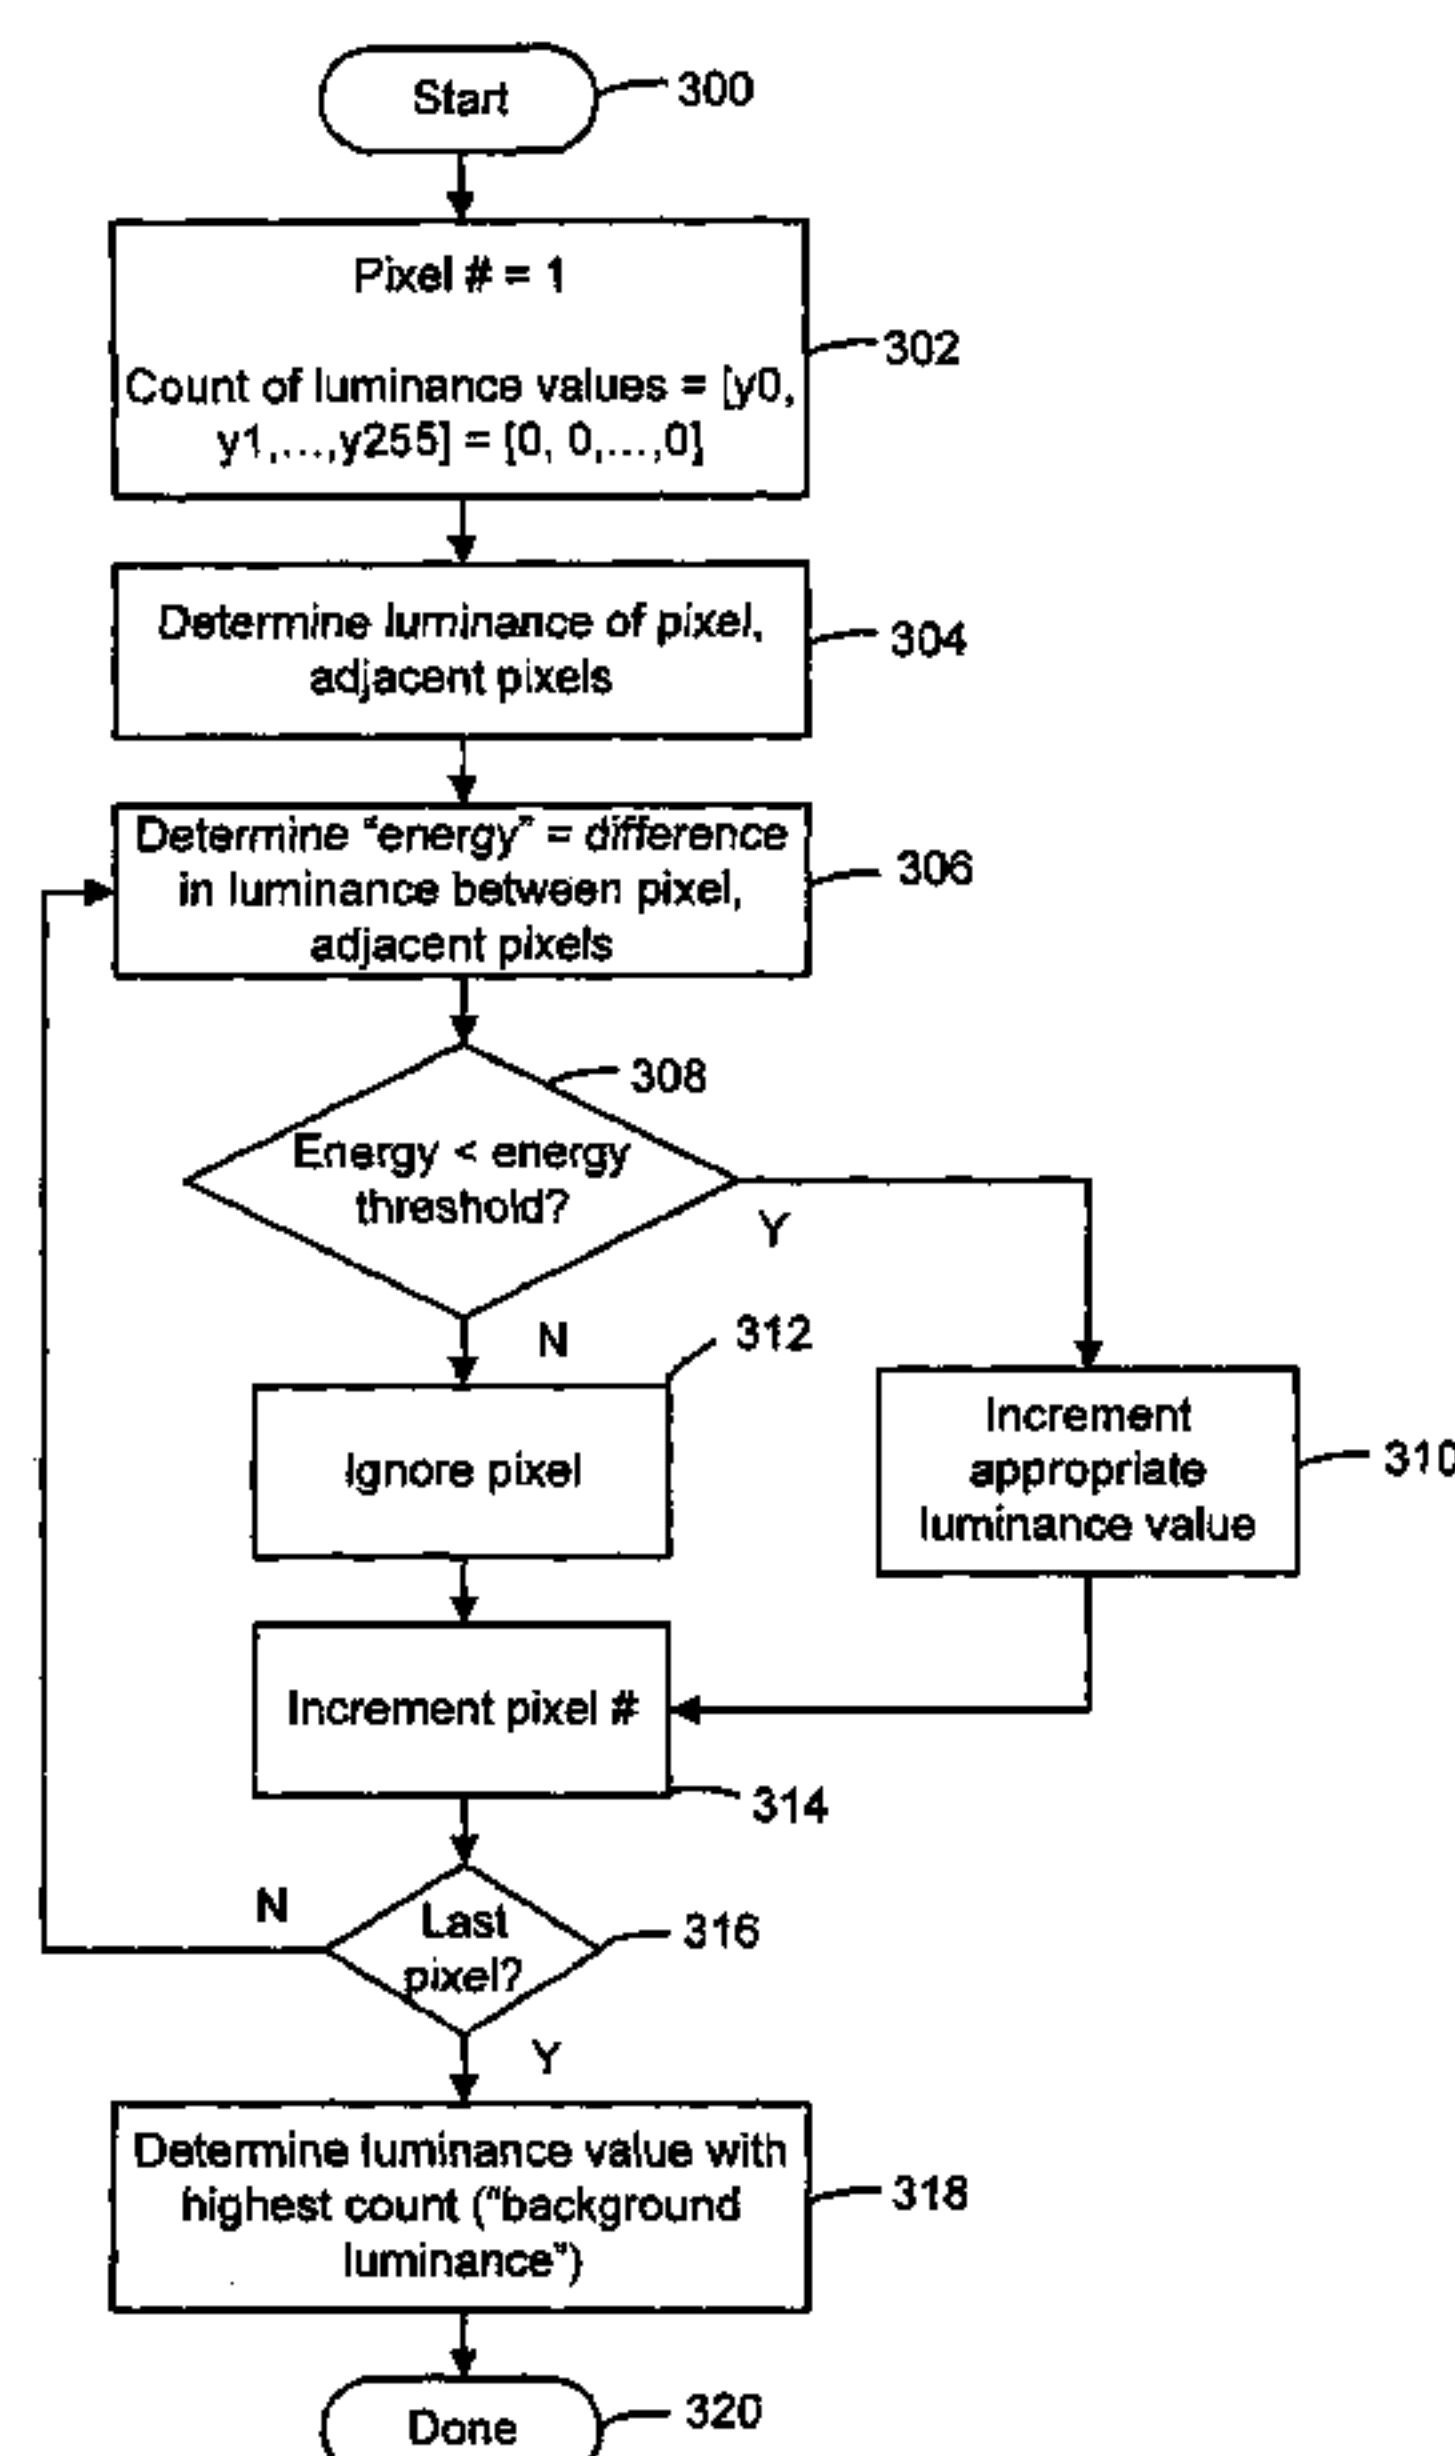 Start
300
Pixel # = 1
Count of luminance values = [y0,
y1,...,y255] = [0, 0,...,0]
302
Determine luminance of pixel,
adjacent pixels
304
Determine “energy” = difference
in luminance between pixel,
adjacent pixels
306
308
Energy < energy
threshold?
Y
N
312
Ignore pixel
Increment
appropriate
luminance value
310
Increment pixel #
314
N
Last
pixel?
316
Y
Determine luminance value with
highest count (“background
luminance”)
318
Done
320